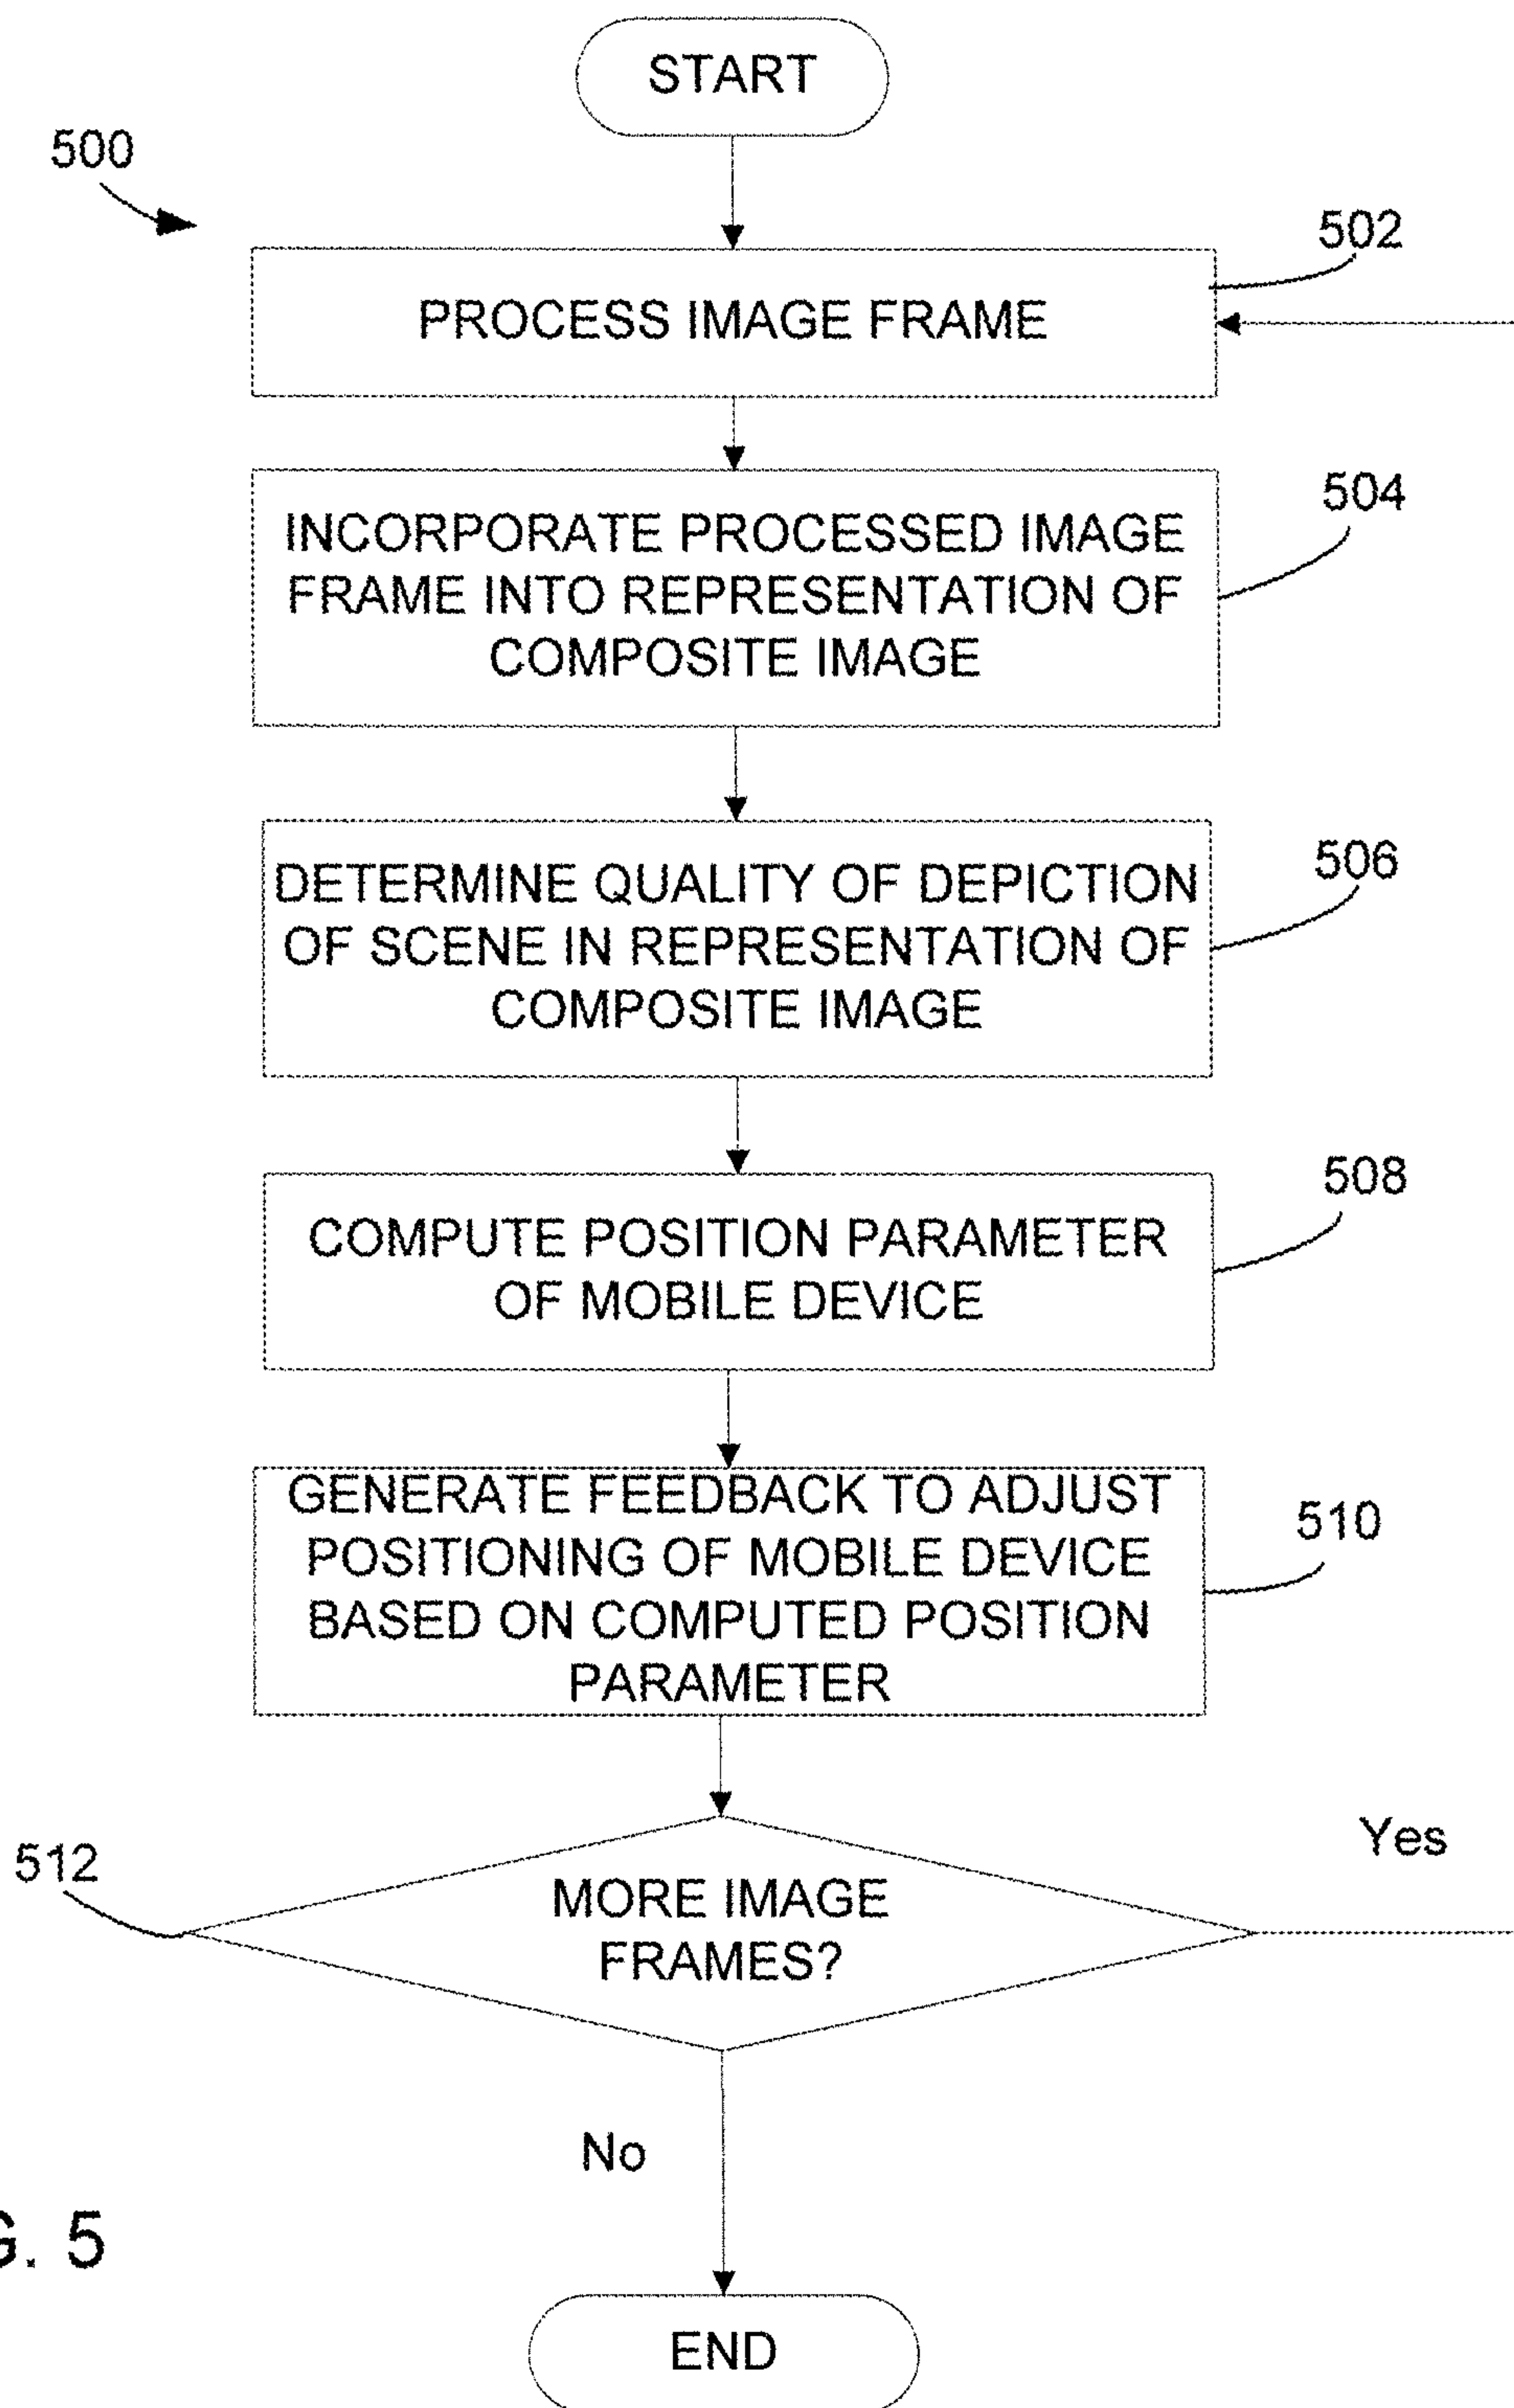 START
500
502
PROCESS IMAGE FRAME
504
INCORPORATE PROCESSED IMAGE
FRAME INTO REPRESENTATION OF
COMPOSITE IMAGE
506
DETERMINE QUALITY OF DEPICTION
OF SCENE IN REPRESENTATION OF
COMPOSITE IMAGE
508
COMPUTE POSITION PARAMETER
OF MOBILE DEVICE
510
GENERATE FEEDBACK TO ADJUST
POSITIONING OF MOBILE DEVICE
BASED ON COMPUTED POSITION
PARAMETER
512
Yes
MORE IMAGE
FRAMES?
No
G. 5
END